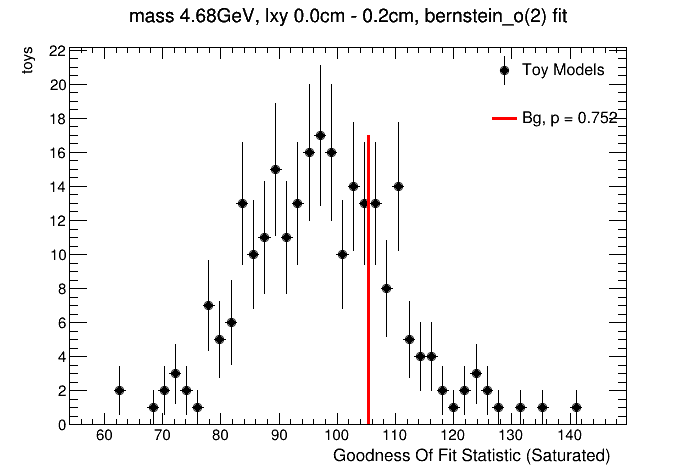 mass 4.68GeV, lxy 0.0cm - 0.2cm, bernstein_o(2) fit
toys
22
20
18
16
14
12
10
8
6
4
2
0
Toy Models
Bg, p = 0.752
60 70 80 90 100 110 120 130 140
Goodness Of Fit Statistic (Saturated)